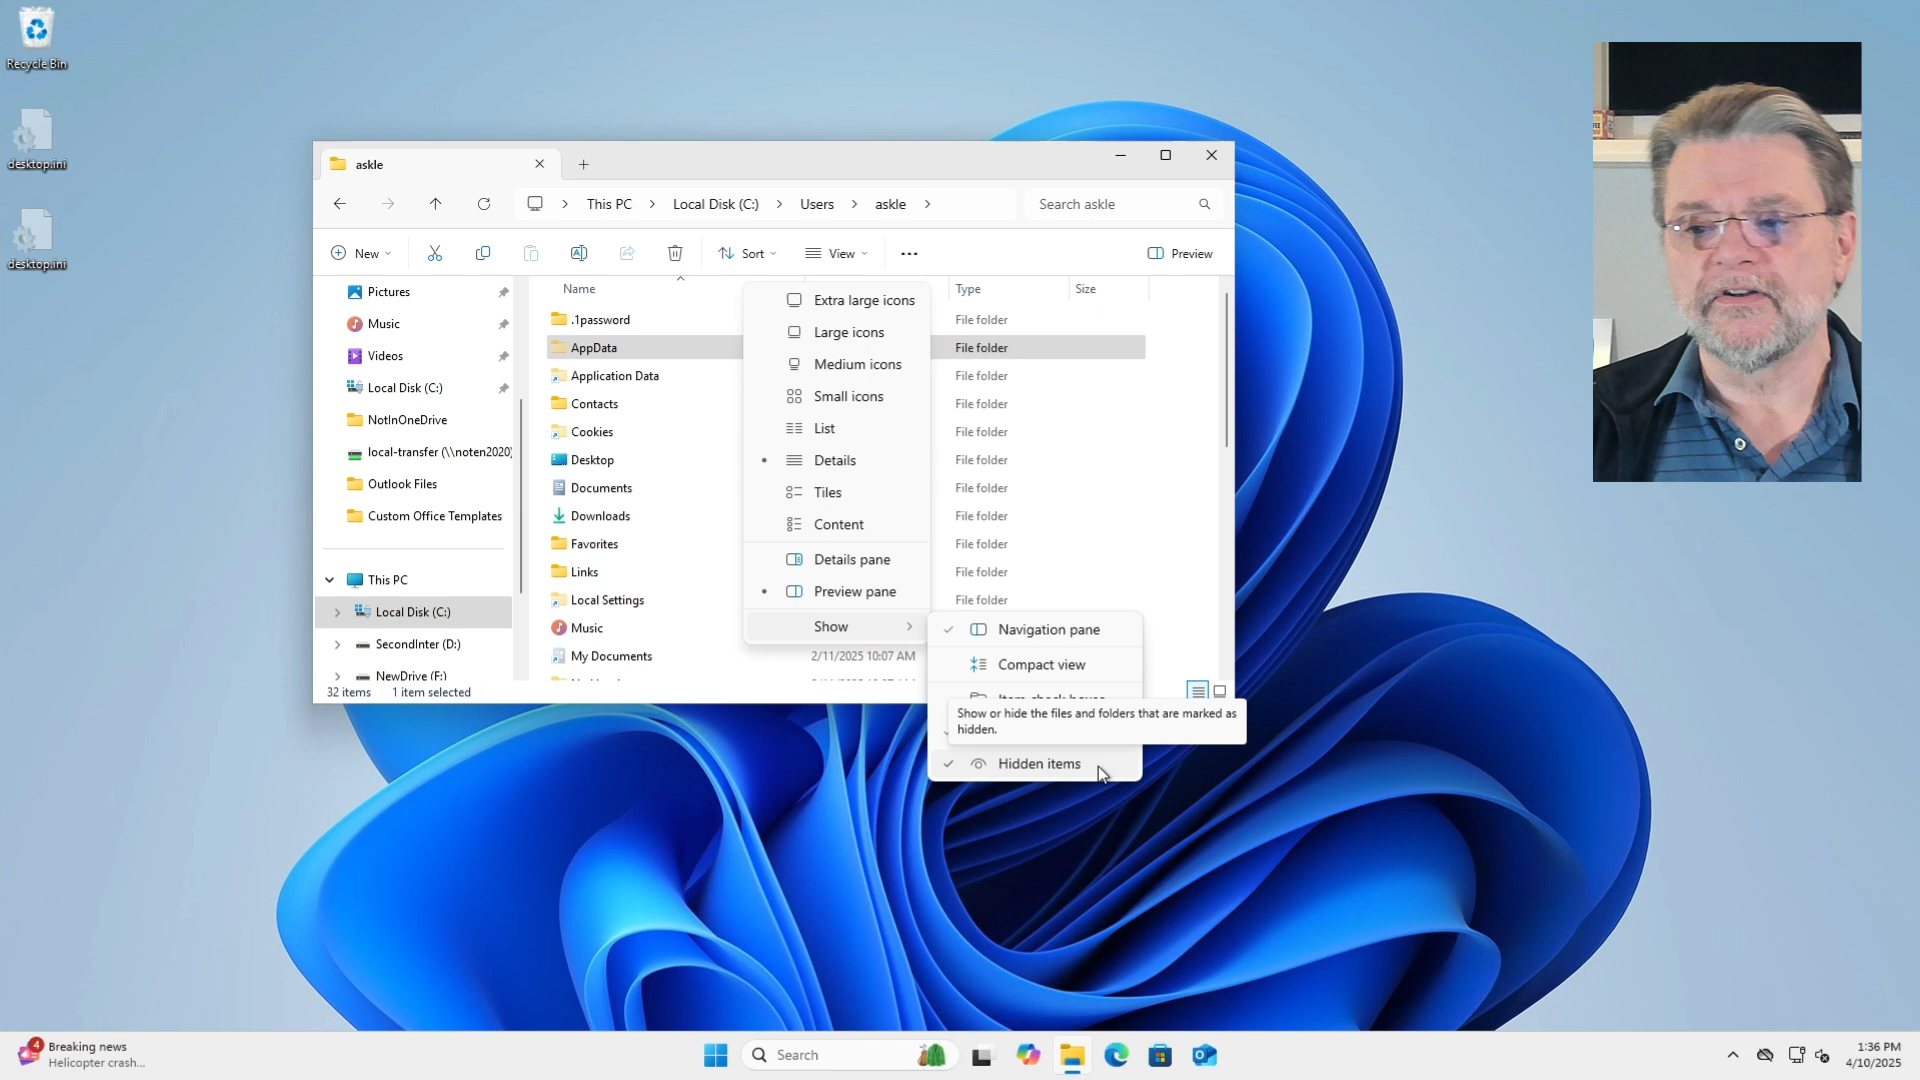 Recycle Bin
desktop.ini
desktop.ini
askle
This PC
Local Disk (C:)
Users
askle
Search askle
New
Sort
View
Preview
Pictures
Music
Videos
Local Disk (C:)
NotInOneDrive
local-transfer (\\noten2020)
Outlook Files
Custom Office Templates
This PC
Local Disk (C:)
SecondInter (D:)
NewDrive (F:)
32 items
1 item selected
Name
Type
Size
.1password
File folder
AppData
File folder
Application Data
File folder
Contacts
File folder
Cookies
File folder
Desktop
File folder
Documents
File folder
Downloads
File folder
Favorites
File folder
Links
File folder
Local Settings
File folder
Music
My Documents
2/11/2025 10:07 AM
Extra large icons
Large icons
Medium icons
Small icons
List
Details
Tiles
Content
Details pane
Preview pane
Show
Navigation pane
Compact view
Show or hide the files and folders that are marked as
hidden.
Hidden items
4
Breaking news
Helicopter crash...
Search
1:36 PM
4/10/2025